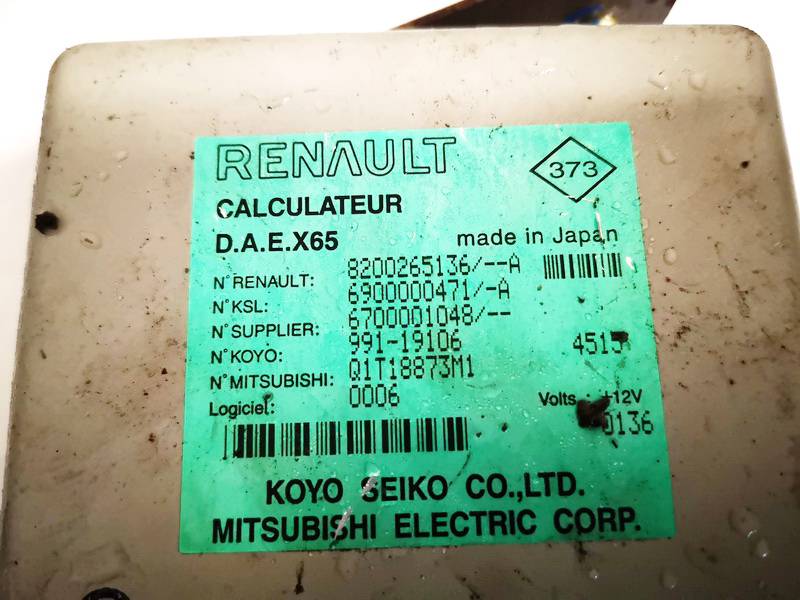 RENAULT
373
CALCULATEUR
D.A.E.X65
made in Japan
N° RENAULT: 8200265136/--A
N° KSL: 6900000471/-A
N° SUPPLIER: 6700001048/--
N° KOYO: 991-19106
N° MITSUBISHI: Q1T18873M1
Logiciel: 0006
Volts : +12V
0136
KOYO SEIKO CO.,LTD.
MITSUBISHI ELECTRIC CORP.